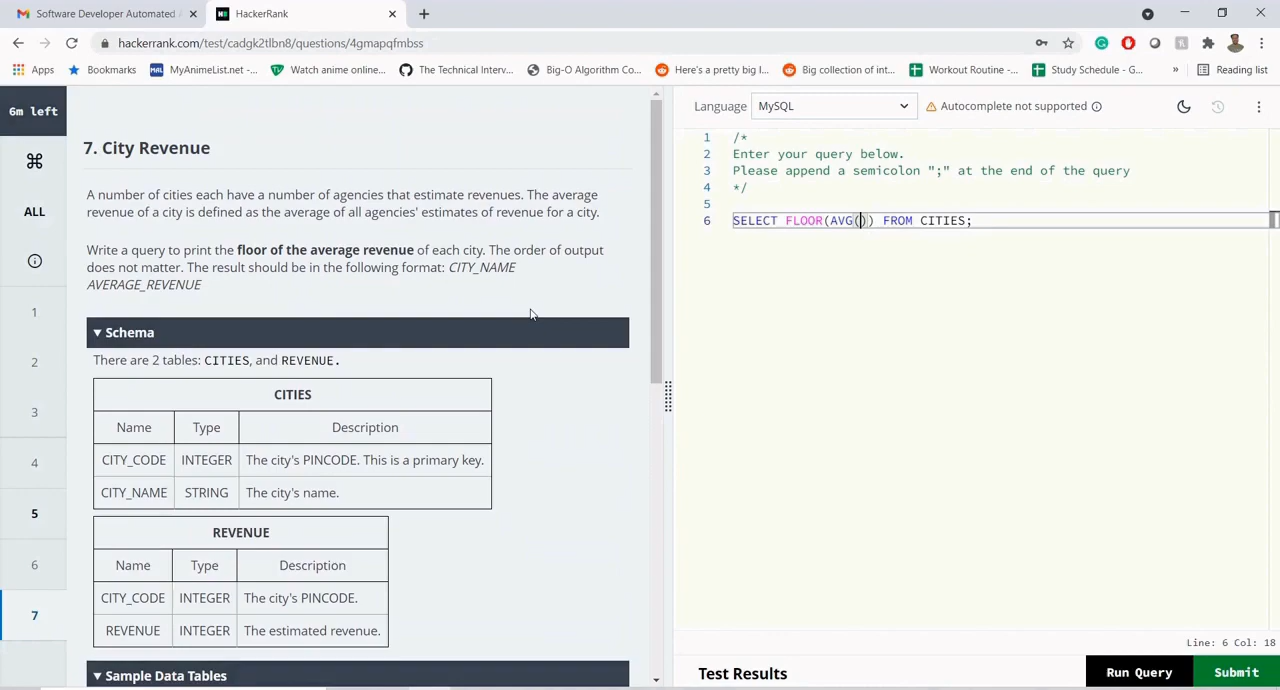 Software Developer Automated
HackerRank
hackerrank.com/test/cadgk2tlbn8/questions/4gmapqfmbss
Apps
Bookmarks
MAL MyAnimeList.net -...
Watch anime online...
The Technical Interv...
Big-O Algorithm Co...
Here's a pretty big l...
Big collection of int...
Workout Routine -...
Study Schedule - G...
»
Reading list
6m left
ALL
1
2
3
4
5
6
7
7. City Revenue
A number of cities each have a number of agencies that estimate revenues. The average
revenue of a city is defined as the average of all agencies' estimates of revenue for a city.
Write a query to print the floor of the average revenue of each city. The order of output
does not matter. The result should be in the following format: CITY_NAME
AVERAGE_REVENUE
Schema
There are 2 tables: CITIES, and REVENUE.
CITIES
Name Type Description
CITY_CODE INTEGER The city's PINCODE. This is a primary key.
CITY_NAME STRING The city's name.
REVENUE
Name Type Description
CITY_CODE INTEGER The city's PINCODE.
REVENUE INTEGER The estimated revenue.
Sample Data Tables
Language MySQL Autocomplete not supported
1 /*
2 Enter your query below.
3 Please append a semicolon ";" at the end of the query
4 */
5
6 SELECT FLOOR(AVG()) FROM CITIES;
Line: 6 Col: 18
Test Results
Run Query
Submit